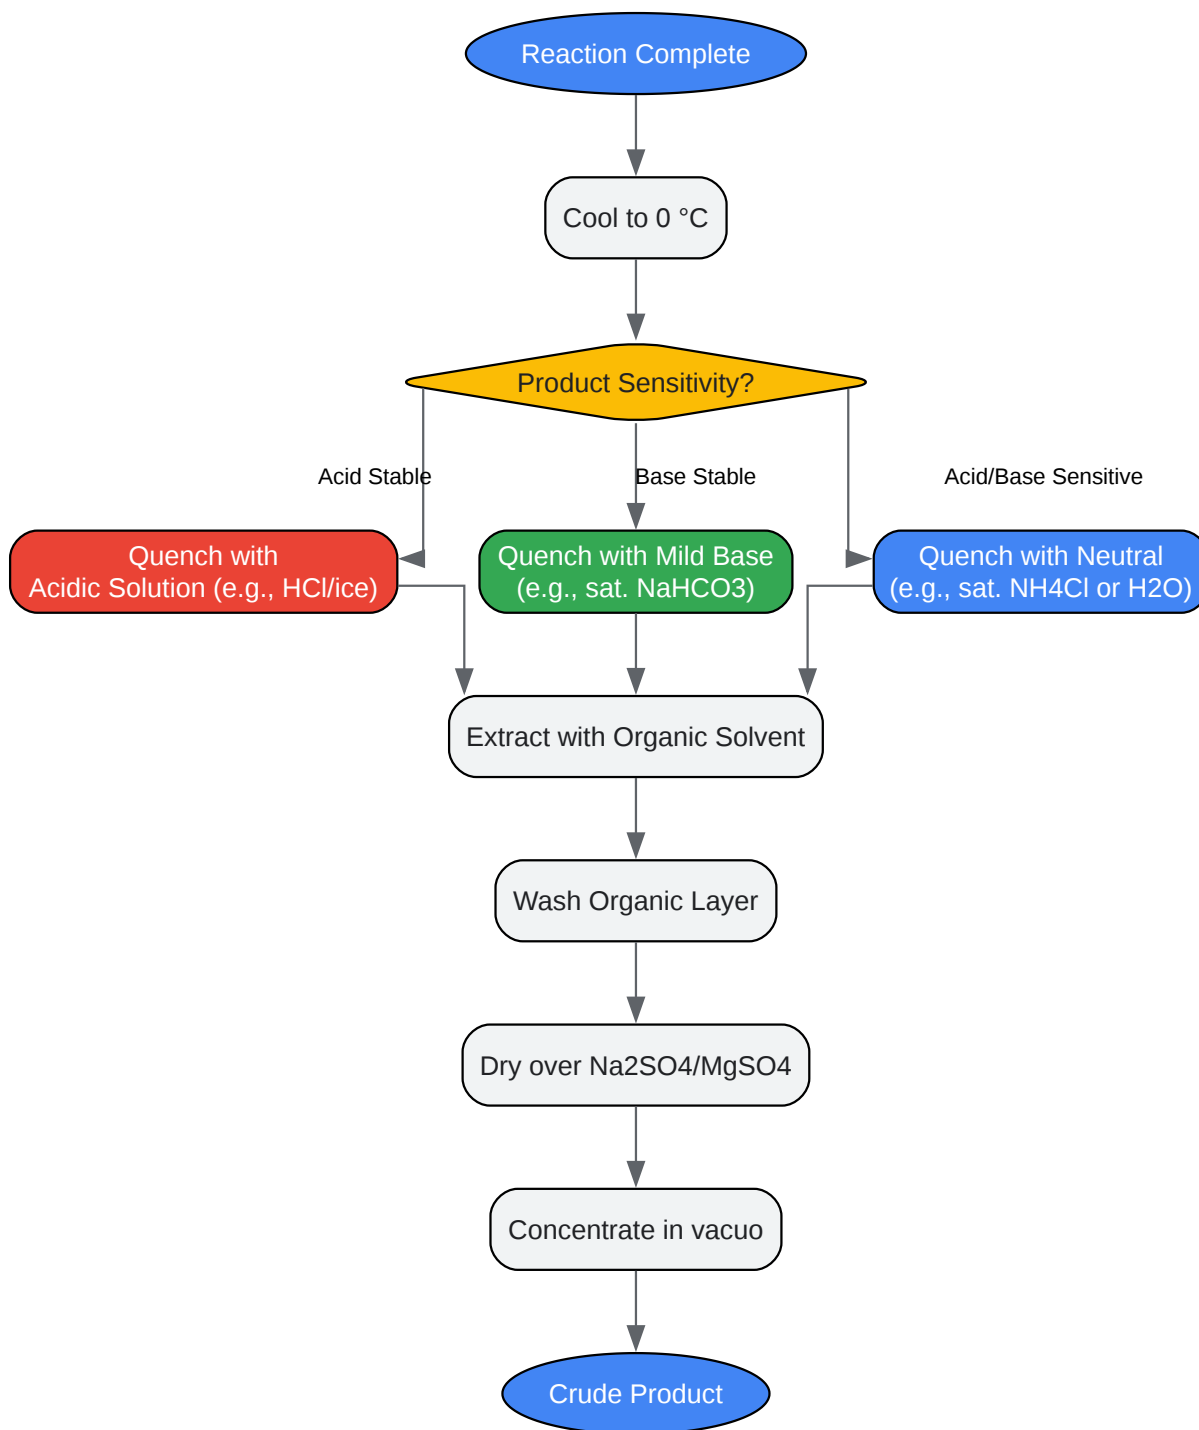 Reaction Complete
Cool to 0 °C
Product Sensitivity?
Acid Stable
Base Stable
Acid/Base Sensitive
Quench with
Acidic Solution (e.g., HCl/ice)
Quench with Mild Base
(e.g., sat. NaHCO3)
Quench with Neutral
(e.g., sat. NH4Cl or H2O)
Extract with Organic Solvent
Wash Organic Layer
Dry over Na2SO4/MgSO4
Concentrate in vacuo
Crude Product